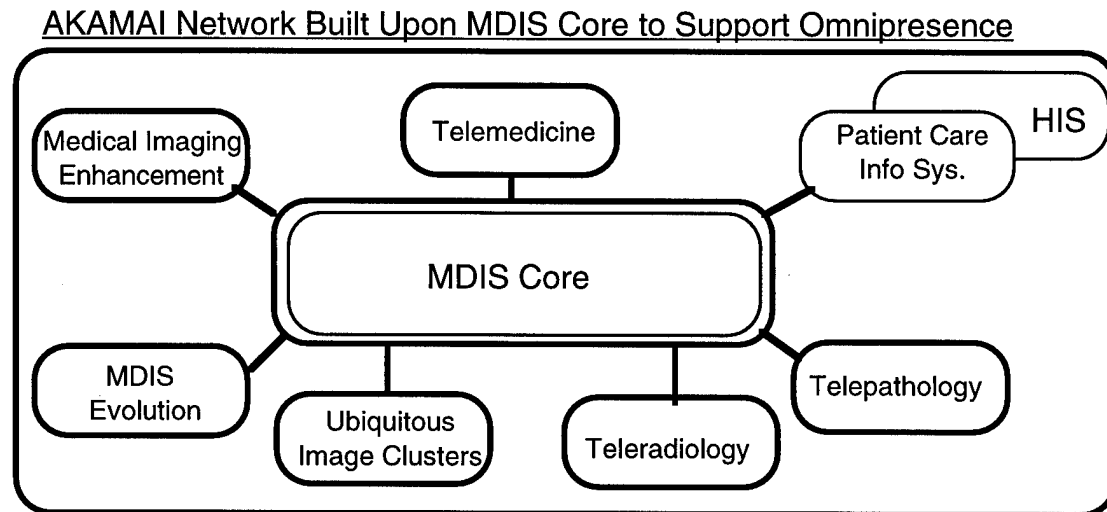 AKAMAI Network Built Upon MDIS Core to Support Omnipresence
Medical Imaging
Enhancement
Telemedicine
HIS
Patient Care
Info Sys.
MDIS Core
MDIS
Evolution
Ubiquitous
Image Clusters
Teleradiology
Telepathology